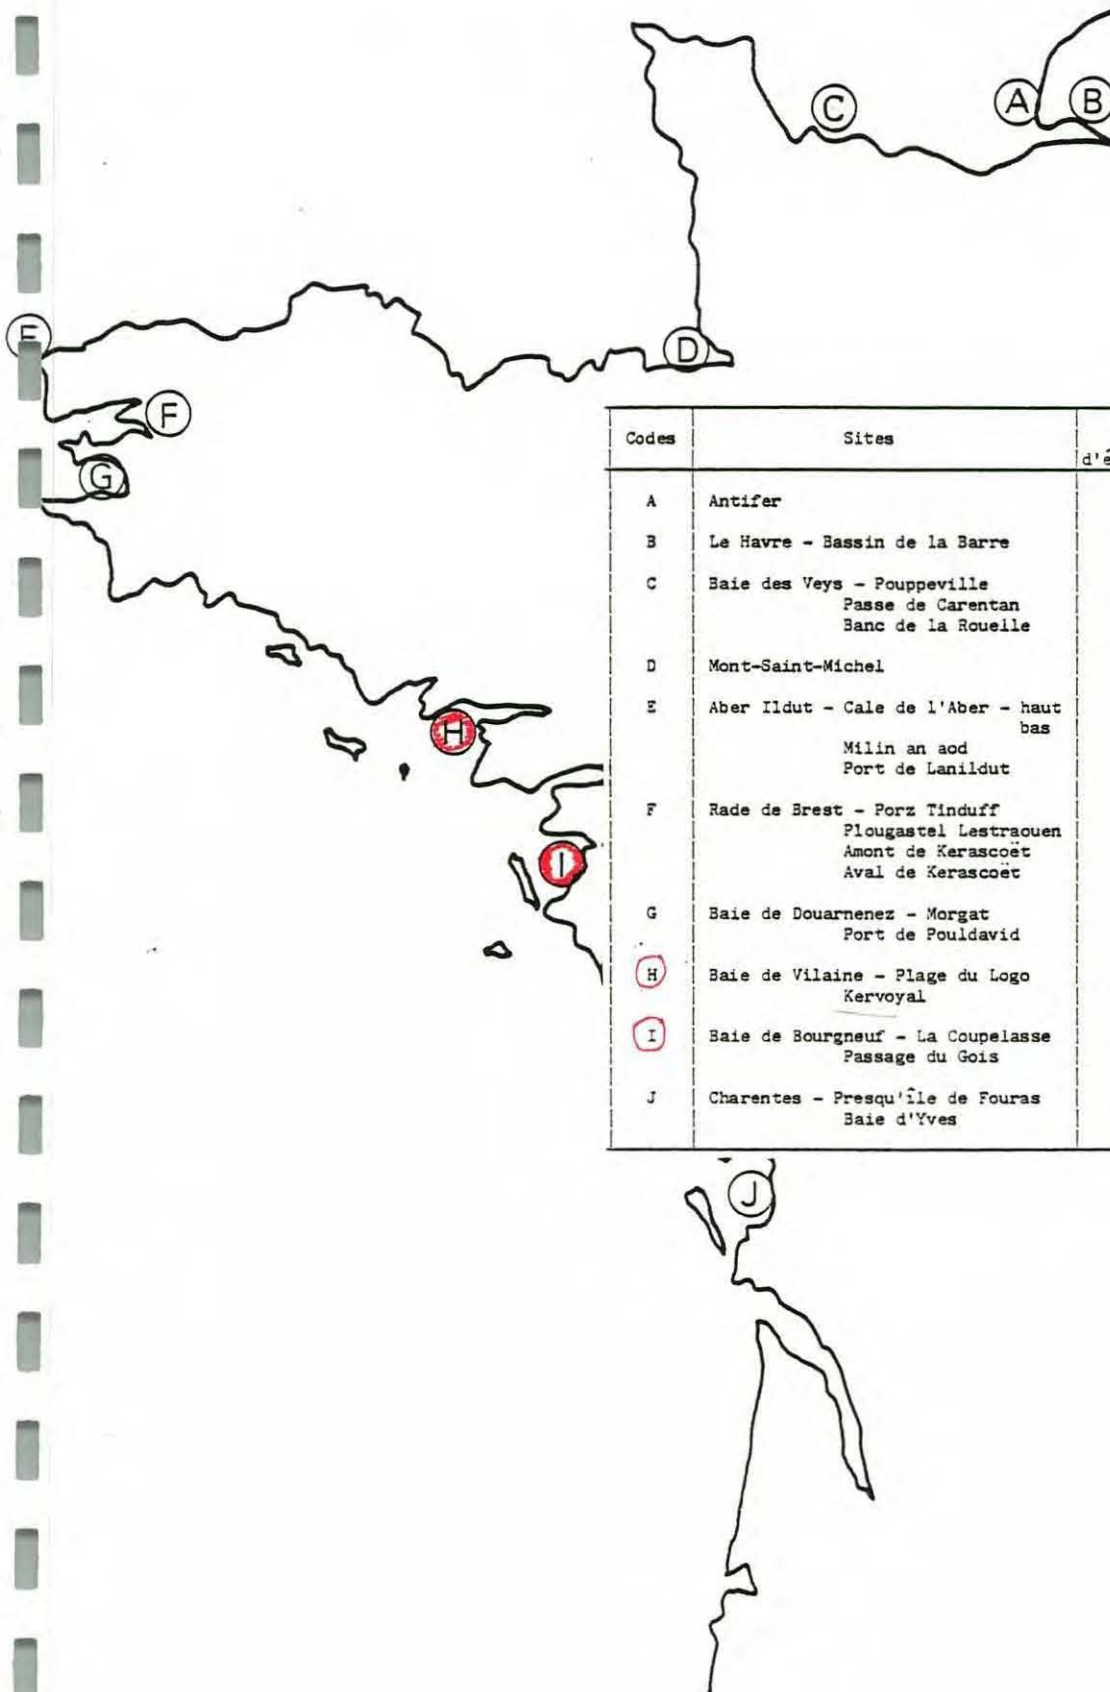 C
A
B
E
D
F
G
Codes Sites d'ê
A Antifer
B Le Havre - Bassin de la Barre
C Baie des Veys - Pouppeville
Passe de Carentan
Banc de la Rouelle
D Mont-Saint-Michel
E Aber Ildut - Cale de l'Aber - haut
bas
Milin an aod
Port de Lanildut
F Rade de Brest - Porz Tinduff
Plougastel Lestraouen
Amont de Kerascoët
Aval de Kerascoët
G Baie de Douarnenez - Morgat
Port de Pouldavid
H Baie de Vilaine - Plage du Logo
Kervoyal
I Baie de Bourgneuf - La Coupelasse
Passage du Gois
J Charentes - Presqu'île de Fouras
Baie d'Yves
H
I
J